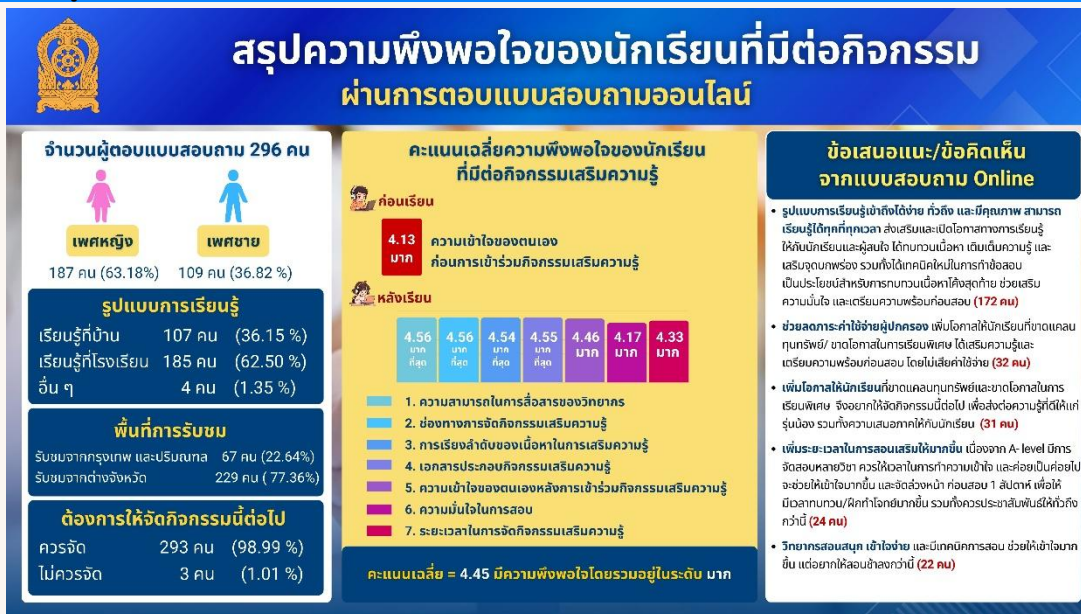 สรุปความพึงพอใจของนักเรียนที่มีต่อกิจกรรม
ผ่านการตอบแบบสอบถามออนไลน์
จำนวนผู้ตอบแบบสอบถาม 296 คน
เพศหญิง
เพศชาย
187 คน (63.18%)
109 คน (36.82 %)
รูปแบบการเรียนรู้
เรียนรู้ที่บ้าน 107 คน (36.15 %)
เรียนรู้ที่โรงเรียน 185 คน (62.50 %)
อื่น ๆ 4 คน (1.35 %)
พื้นที่การรับชม
รับชมจากกรุงเทพ และปริมณฑล 67 คน (22.64%)
รับชมจากต่างจังหวัด 229 คน ( 77.36%)
ต้องการให้จัดกิจกรรมนี้ต่อไป
ควรจัด 293 คน (98.99 %)
ไม่ควรจัด 3 คน (1.01 %)
คะแนนเฉลี่ยความพึงพอใจของนักเรียน
ที่มีต่อกิจกรรมเสริมความรู้
ก่อนเรียน
4.13
มาก
ความเข้าใจของตนเอง
ก่อนการเข้าร่วมกิจกรรมเสริมความรู้
หลังเรียน
4.56 มาก ที่สุด
4.56 มาก ที่สุด
4.54 มาก ที่สุด
4.55 มาก ที่สุด
4.46 มาก
4.17 มาก
4.33 มาก
1. ความสามารถในการสื่อสารของวิทยากร
2. ช่องทางการจัดกิจกรรมเสริมความรู้
3. การเรียงลำดับของเนื้อหาในการเสริมความรู้
4. เอกสารประกอบกิจกรรมเสริมความรู้
5. ความเข้าใจของตนเองหลังการเข้าร่วมกิจกรรมเสริมความรู้
6. ความมั่นใจในการสอบ
7. ระยะเวลาในการจัดกิจกรรมเสริมความรู้
คะแนนเฉลี่ย = 4.45 มีความพึงพอใจโดยรวมอยู่ในระดับ มาก
ข้อเสนอแนะ/ข้อคิดเห็น
จากแบบสอบถาม Online
• รูปแบบการเรียนรู้เข้าถึงได้ง่าย ทั่วถึง และมีคุณภาพ สามารถ
เรียนรู้ได้ทุกที่ทุกเวลา ส่งเสริมและเปิดโอกาสทางการเรียนรู้
ให้กับนักเรียนและผู้สนใจ ได้ทบทวนเนื้อหา เติมเต็มความรู้ และ
เสริมจุดบกพร่อง รวมทั้งได้เทคนิคใหม่ในการทำข้อสอบ
เป็นประโยชน์สำหรับการทบทวนเนื้อหาโค้งสุดท้าย ช่วยเสริม
ความมั่นใจ และเตรียมความพร้อมก่อนสอบ (172 คน)
• ช่วยลดภาระค่าใช้จ่ายผู้ปกครอง เพิ่มโอกาสให้นักเรียนที่ขาดแคลน
ทุนทรัพย์/ ขาดโอกาสในการเรียนพิเศษ ได้เสริมความรู้และ
เตรียมความพร้อมก่อนสอบ โดยไม่เสียค่าใช้จ่าย (32 คน)
• เพิ่มโอกาสให้นักเรียนที่ขาดแคลนทุนทรัพย์และขาดโอกาสในการ
เรียนพิเศษ จึงอยากให้จัดกิจกรรมนี้ต่อไป เพื่อส่งต่อความรู้ที่ดีให้แก่
รุ่นน้อง รวมทั้งความเสมอภาคให้กับนักเรียน (31 คน)
• เพิ่มระยะเวลาในการสอนเสริมให้มากขึ้น เนื่องจาก A- level มีการ
จัดสอบหลายวิชา ควรให้เวลาในการทำความเข้าใจ และค่อยเป็นค่อยไป
จะช่วยให้เข้าใจมากขึ้น และจัดล่วงหน้า ก่อนสอบ 1 สัปดาห์ เพื่อให้
มีเวลาทบทวน/ฝึกทำโจทย์มากขึ้น รวมทั้งควรประชาสัมพันธ์ให้ทั่วถึง
กว่านี้ (24 คน)
• วิทยากรสอนสนุก เข้าใจง่าย และมีเทคนิคการสอน ช่วยให้เข้าใจมาก
ขึ้น แต่อยากให้สอนช้าลงกว่านี้ (22 คน)